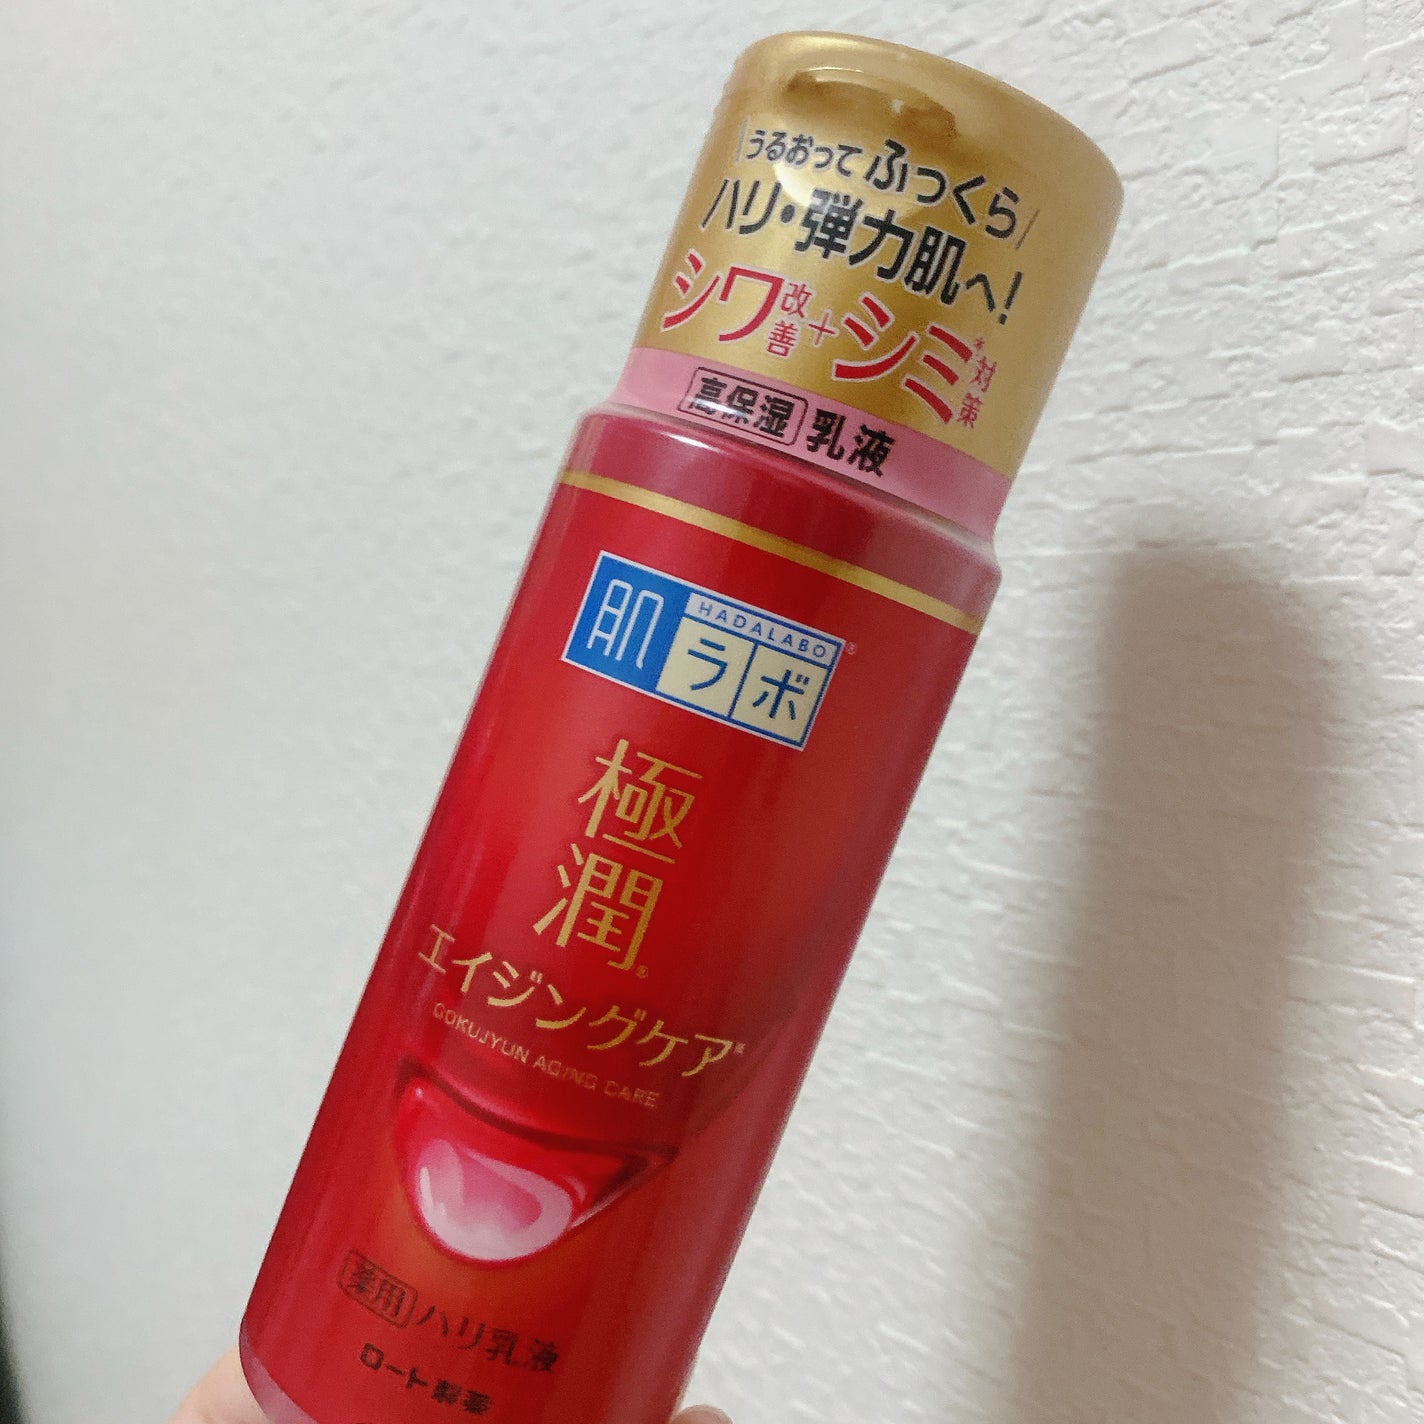 うるおってふっくら
ハリ・弾力肌へ!
シワ改善+シミ*対策
高保湿 乳液
HADALABO®
肌ラボ
極潤®
エイジングケア※
GOKUJYUN AGING CARE
薬用 ハリ乳液
ロート製薬